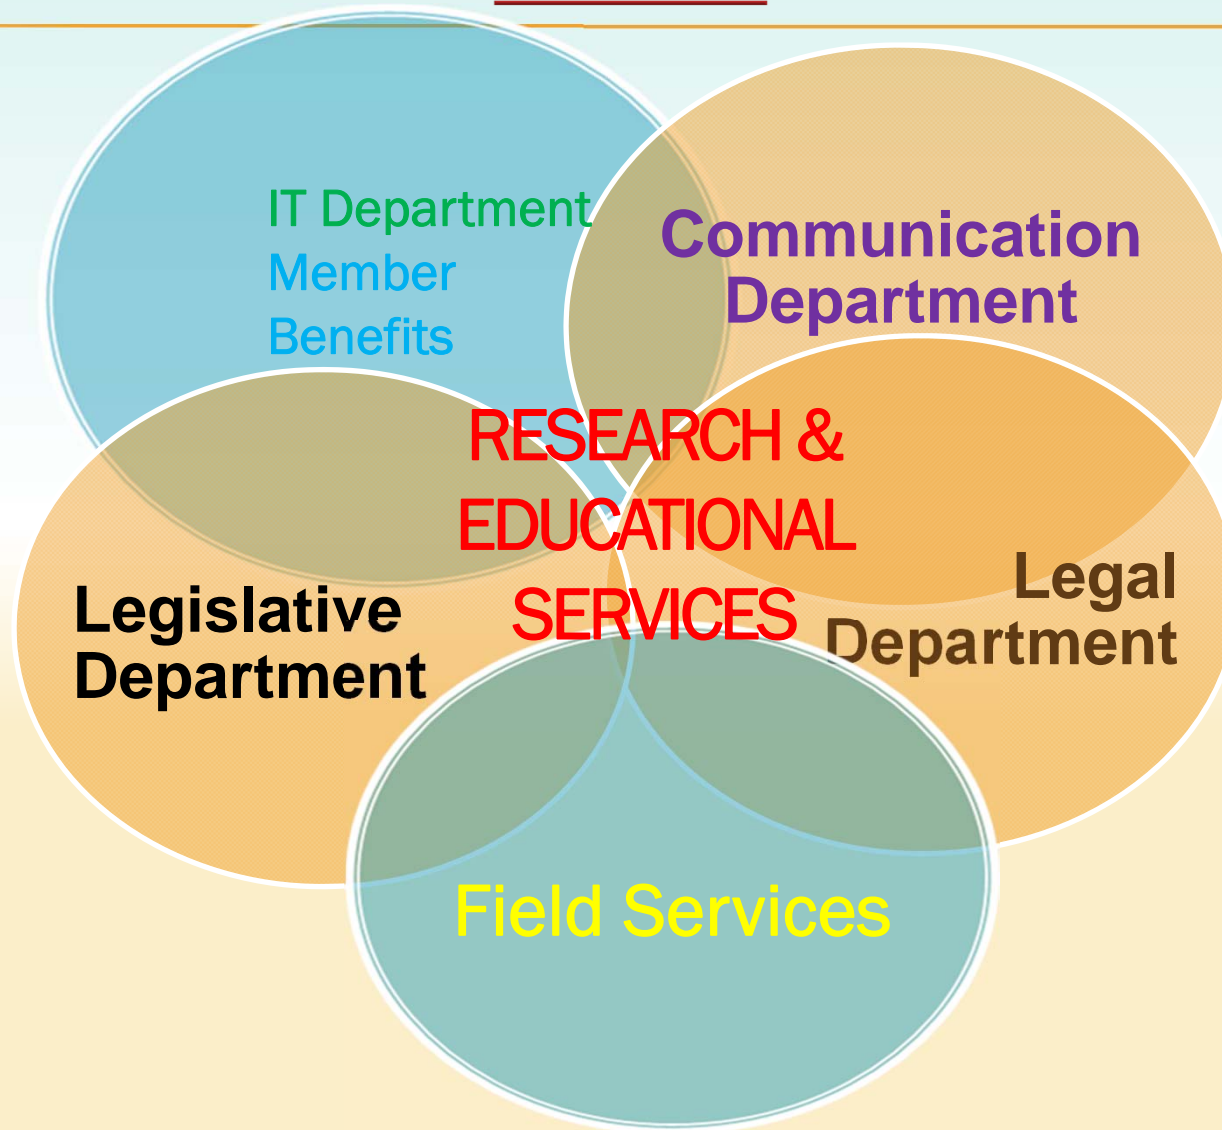 IT Department
Member
Benefits
Communication
Department
RESEARCH &
EDUCATIONAL
SERVICES
Legislative
Department
Legal
Department
Field Services